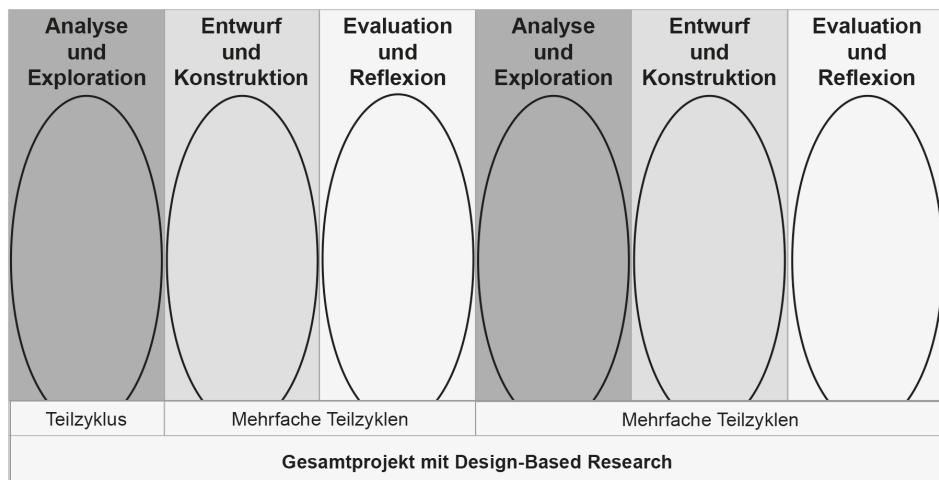 Analyse
und
Exploration
Entwurf
und
Konstruktion
Evaluation
und
Reflexion
Analyse
und
Exploration
Entwurf
und
Konstruktion
Evaluation
und
Reflexion
Teilzyklus
Mehrfache Teilzyklen
Mehrfache Teilzyklen
Gesamtprojekt mit Design-Based Research